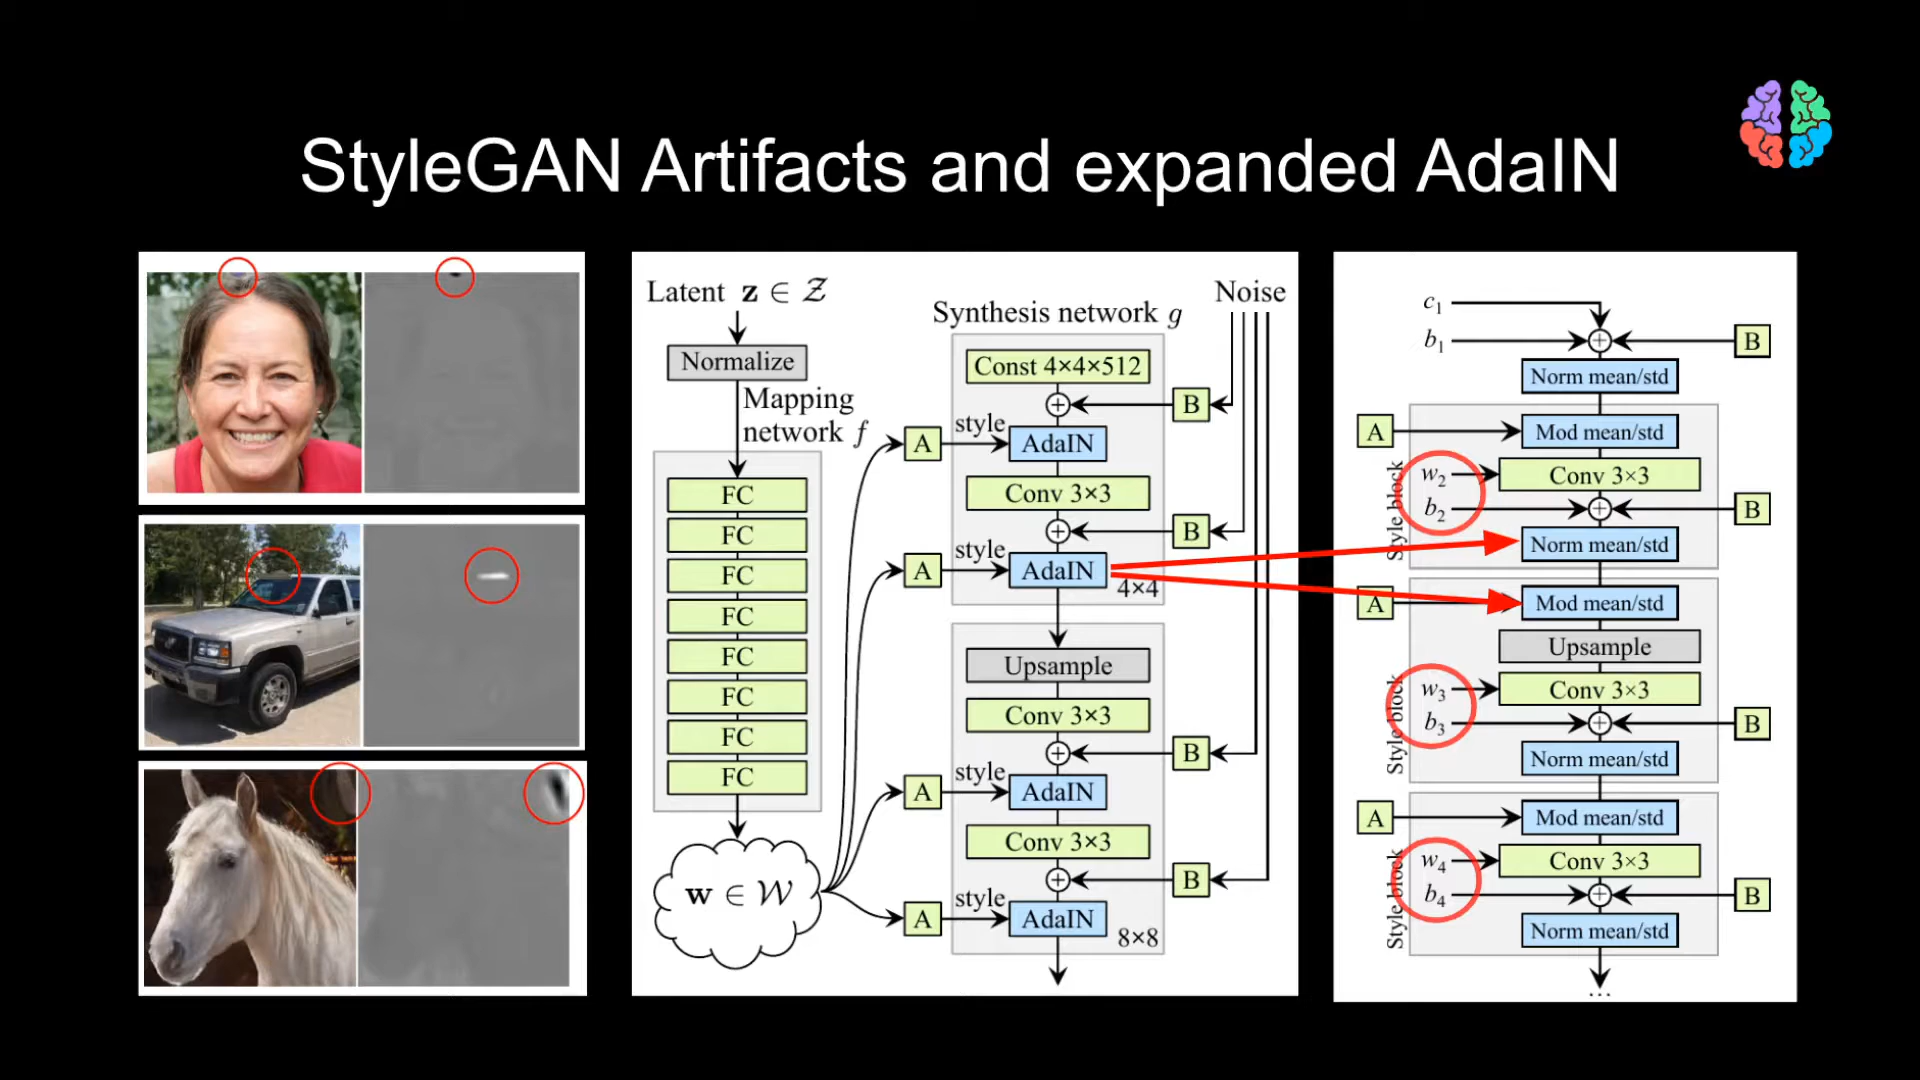 StyleGAN Artifacts and expanded AdaIN
Latent z ∈ Z
Normalize
Mapping
network f
FC
FC
FC
FC
FC
FC
FC
FC
w ∈ W
Synthesis network g
Noise
Const 4×4×512
B
A
style
AdaIN
Conv 3×3
B
A
style
AdaIN
4×4
Upsample
Conv 3×3
B
A
style
AdaIN
Conv 3×3
B
A
style
AdaIN
8×8
c1
b1
B
Norm mean/std
A
Mod mean/std
Style block
w2
Conv 3×3
b2
B
Norm mean/std
A
Mod mean/std
Upsample
Style block
w3
Conv 3×3
b3
B
Norm mean/std
A
Mod mean/std
Style block
w4
Conv 3×3
b4
B
Norm mean/std
...